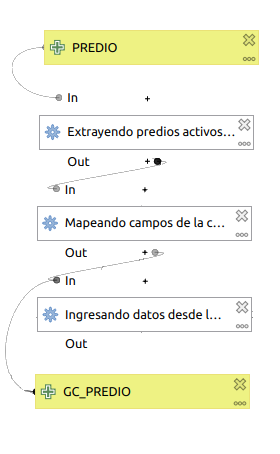 PREDIO
In
Extrayendo predios activos...
Out
In
Mapeando campos de la c...
Out
In
Ingresando datos desde l...
Out
GC_PREDIO